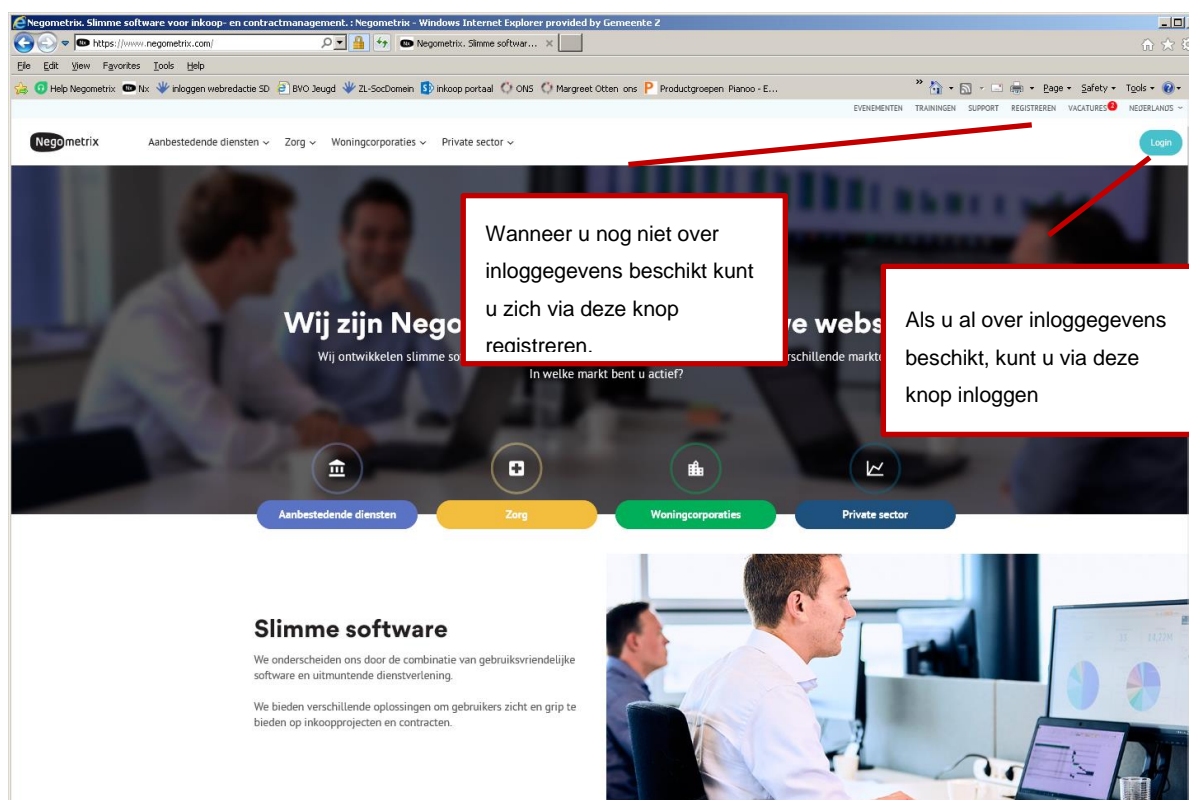 Negometrix. Slimme software voor inkoop- en contractmanagement. : Negometrix - Windows Internet Explorer provided by Gemeente Z
https://www.negometrix.com/
Negometrix. Slimme softwar...
File Edit View Favorites Tools Help
Help Negometrix Nx inloggen webredactie SD BVO Jeugd ZL-SocDomein inkoop portaal ONS Margreet Otten ons Productgroepen Pianoo - E... Page Safety Tools
EVENEMENTEN TRAININGEN SUPPORT REGISTREREN VACATURES 2 NEDERLANDS
Negometrix Aanbestedende diensten Zorg Woningcorporaties Private sector Login
Wanneer u nog niet over
inloggegevens beschikt kunt
u zich via deze knop
registreren.
Als u al over inloggegevens
beschikt, kunt u via deze
knop inloggen
Wij zijn Nego e webs
Wij ontwikkelen slimme so rschillende markt
In welke markt bent u actief?
Aanbestedende diensten Zorg Woningcorporaties Private sector
Slimme software
We onderscheiden ons door de combinatie van gebruiksvriendelijke
software en uitmuntende dienstverlening.
We bieden verschillende oplossingen om gebruikers zicht en grip te
bieden op inkoopprojecten en contracten.